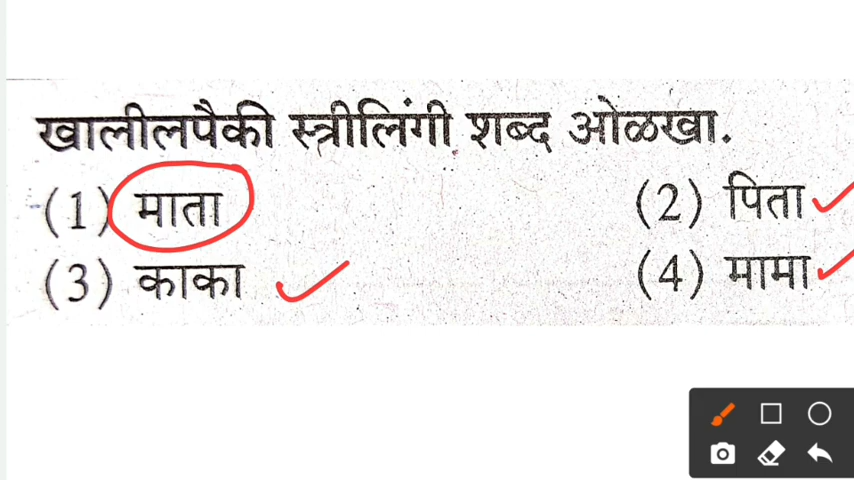 खालीलपैकी स्त्रीलिंगी शब्द ओळखा.
(1) माता (2) पिता
(3) काका (4) मामा